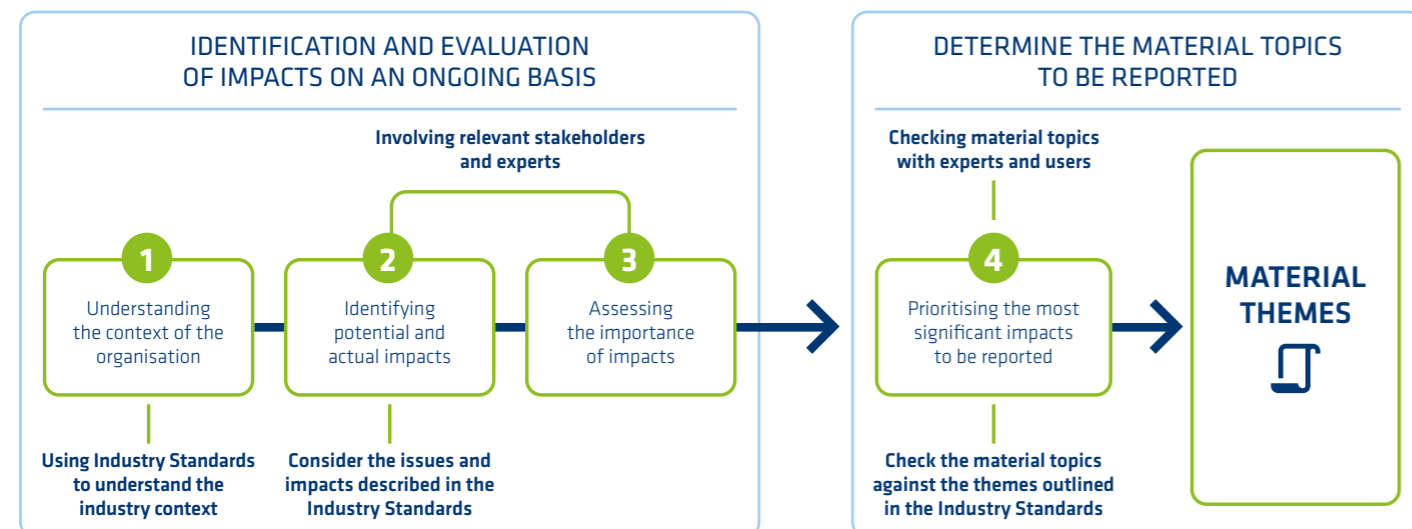 IDENTIFICATION AND EVALUATION
OF IMPACTS ON AN ONGOING BASIS
Involving relevant stakeholders
and experts
1
Understanding
the context of the
organisation
2
Identifying
potential and
actual impacts
3
Assessing
the importance
of impacts
Using Industry Standards
to understand the
industry context
Consider the issues and
impacts described in the
Industry Standards
DETERMINE THE MATERIAL TOPICS
TO BE REPORTED
Checking material topics
with experts and users
4
Prioritising the most
significant impacts
to be reported
Check the material topics
against the themes outlined
in the Industry Standards
MATERIAL
THEMES